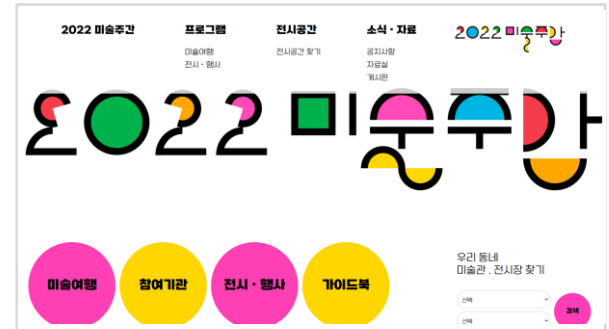 2022 미술주간
프로그램
미술여행
전시・행사
전시공간
전시공간 찾기
소식・자료
공지사항
자료실
게시판
2022 미술주간
2022 미술주간
미술여행
참여기관
전시・행사
가이드북
우리 동네
미술관 . 전시장 찾기
선택
선택
검색